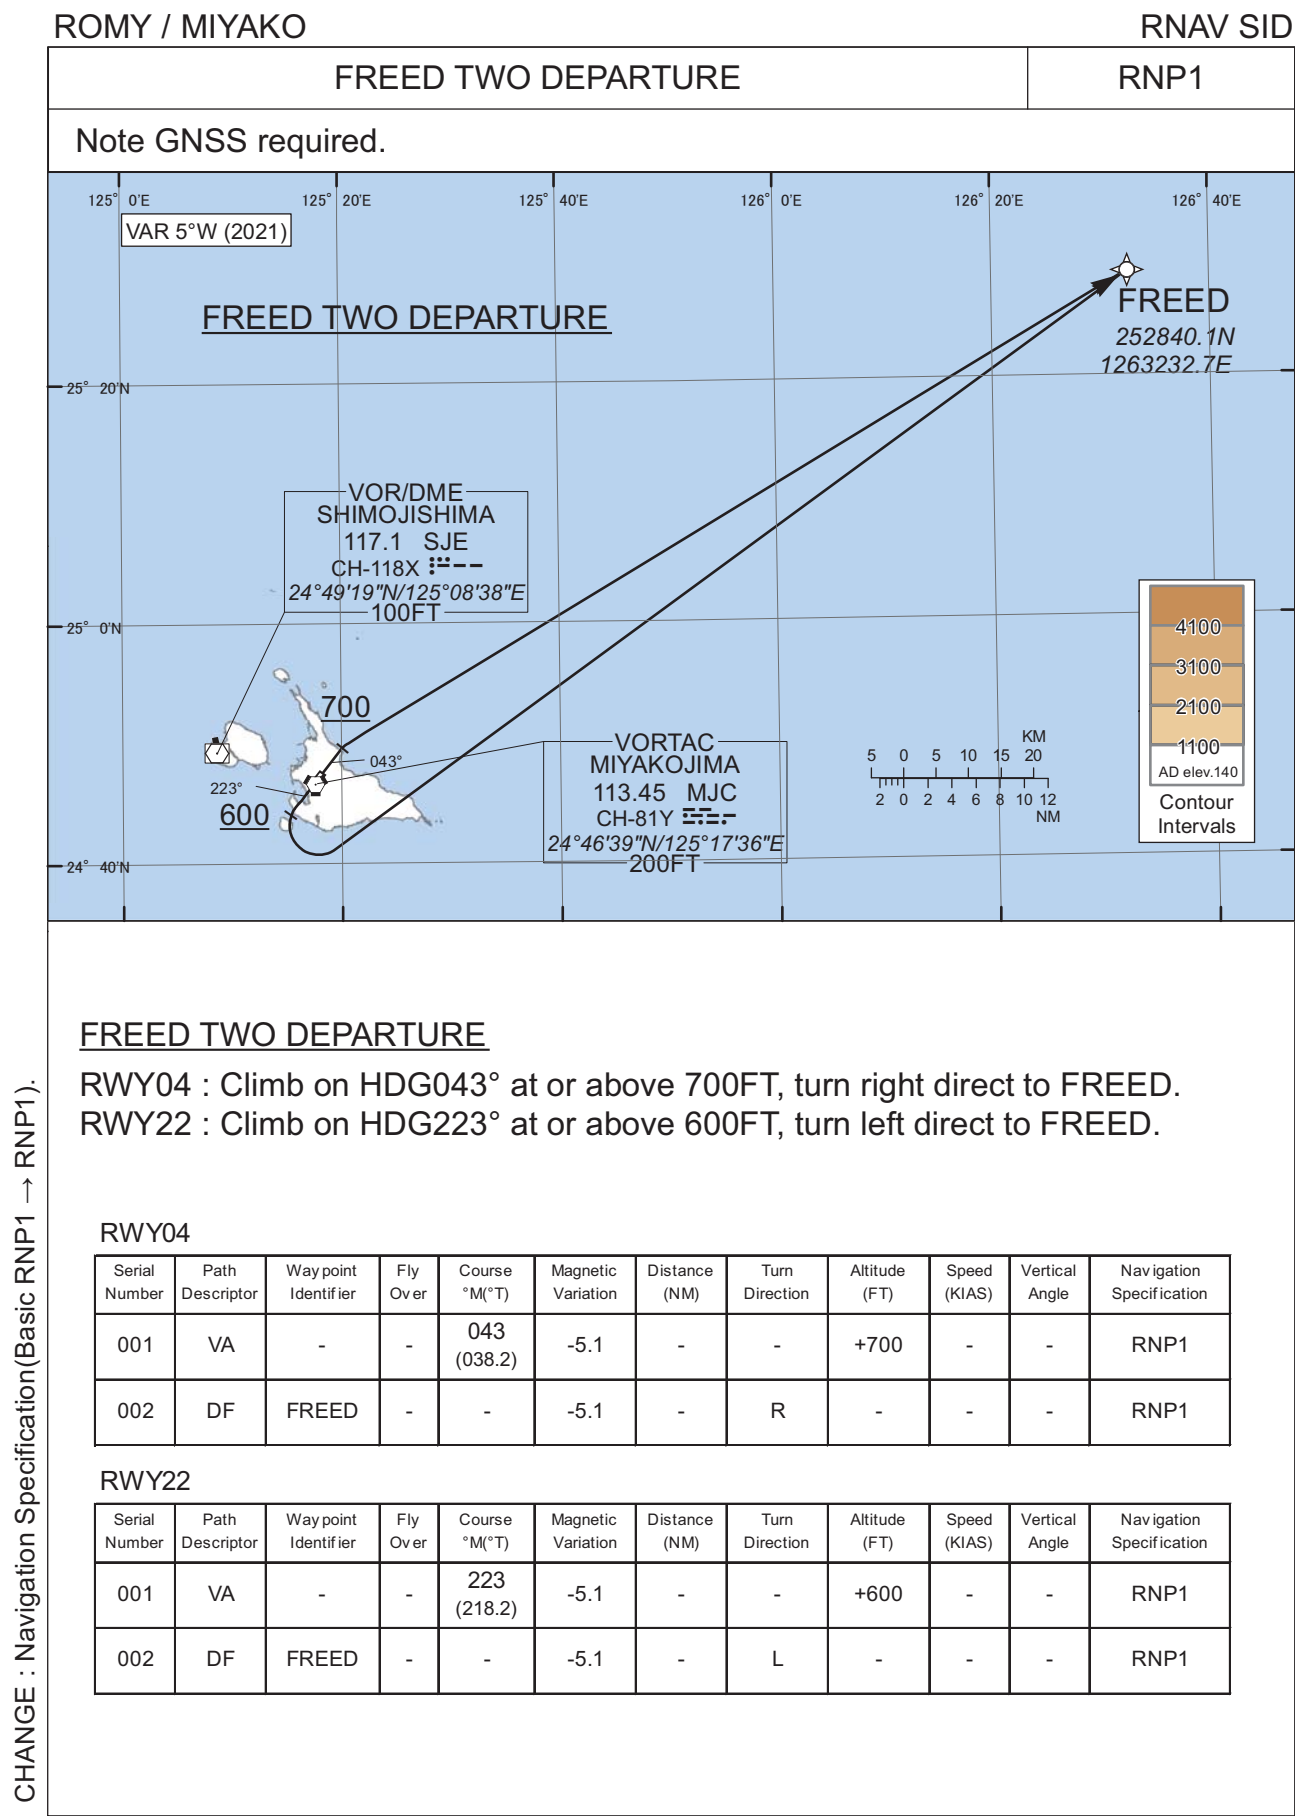 ROMY / MIYAKO
RNAV SID
FREED TWO DEPARTURE
RNP1
Note GNSS required.
125° 0'E
125° 20'E
125° 40'E
126° 0'E
126° 20'E
126° 40'E
VAR 5°W (2021)
FREED TWO DEPARTURE
FREED
252840.1N
1263232.7E
25° 20'N
VOR/DME
SHIMOJISHIMA
117.1 SJE
CH-118X
24°49'19"N/125°08'38"E
100FT
25° 0'N
4100
3100
2100
1100
AD elev.140
Contour
Intervals
700
043°
223°
600
VORTAC
MIYAKOJIMA
113.45 MJC
CH-81Y
24°46'39"N/125°17'36"E
200FT
KM
5 0 5 10 15 20
2 0 2 4 6 8 10 12
NM
24° 40'N
FREED TWO DEPARTURE
RWY04 : Climb on HDG043° at or above 700FT, turn right direct to FREED.
RWY22 : Climb on HDG223° at or above 600FT, turn left direct to FREED.
RWY04
Serial Number Path Descriptor Waypoint Identifier Fly Over Course °M(°T) Magnetic Variation Distance (NM) Turn Direction Altitude (FT) Speed (KIAS) Vertical Angle Navigation Specification
001 VA - - 043 (038.2) -5.1 - - +700 - - RNP1
002 DF FREED - - -5.1 - R - - - RNP1
RWY22
Serial Number Path Descriptor Waypoint Identifier Fly Over Course °M(°T) Magnetic Variation Distance (NM) Turn Direction Altitude (FT) Speed (KIAS) Vertical Angle Navigation Specification
001 VA - - 223 (218.2) -5.1 - - +600 - - RNP1
002 DF FREED - - -5.1 - L - - - RNP1
CHANGE : Navigation Specification(Basic RNP1 → RNP1).